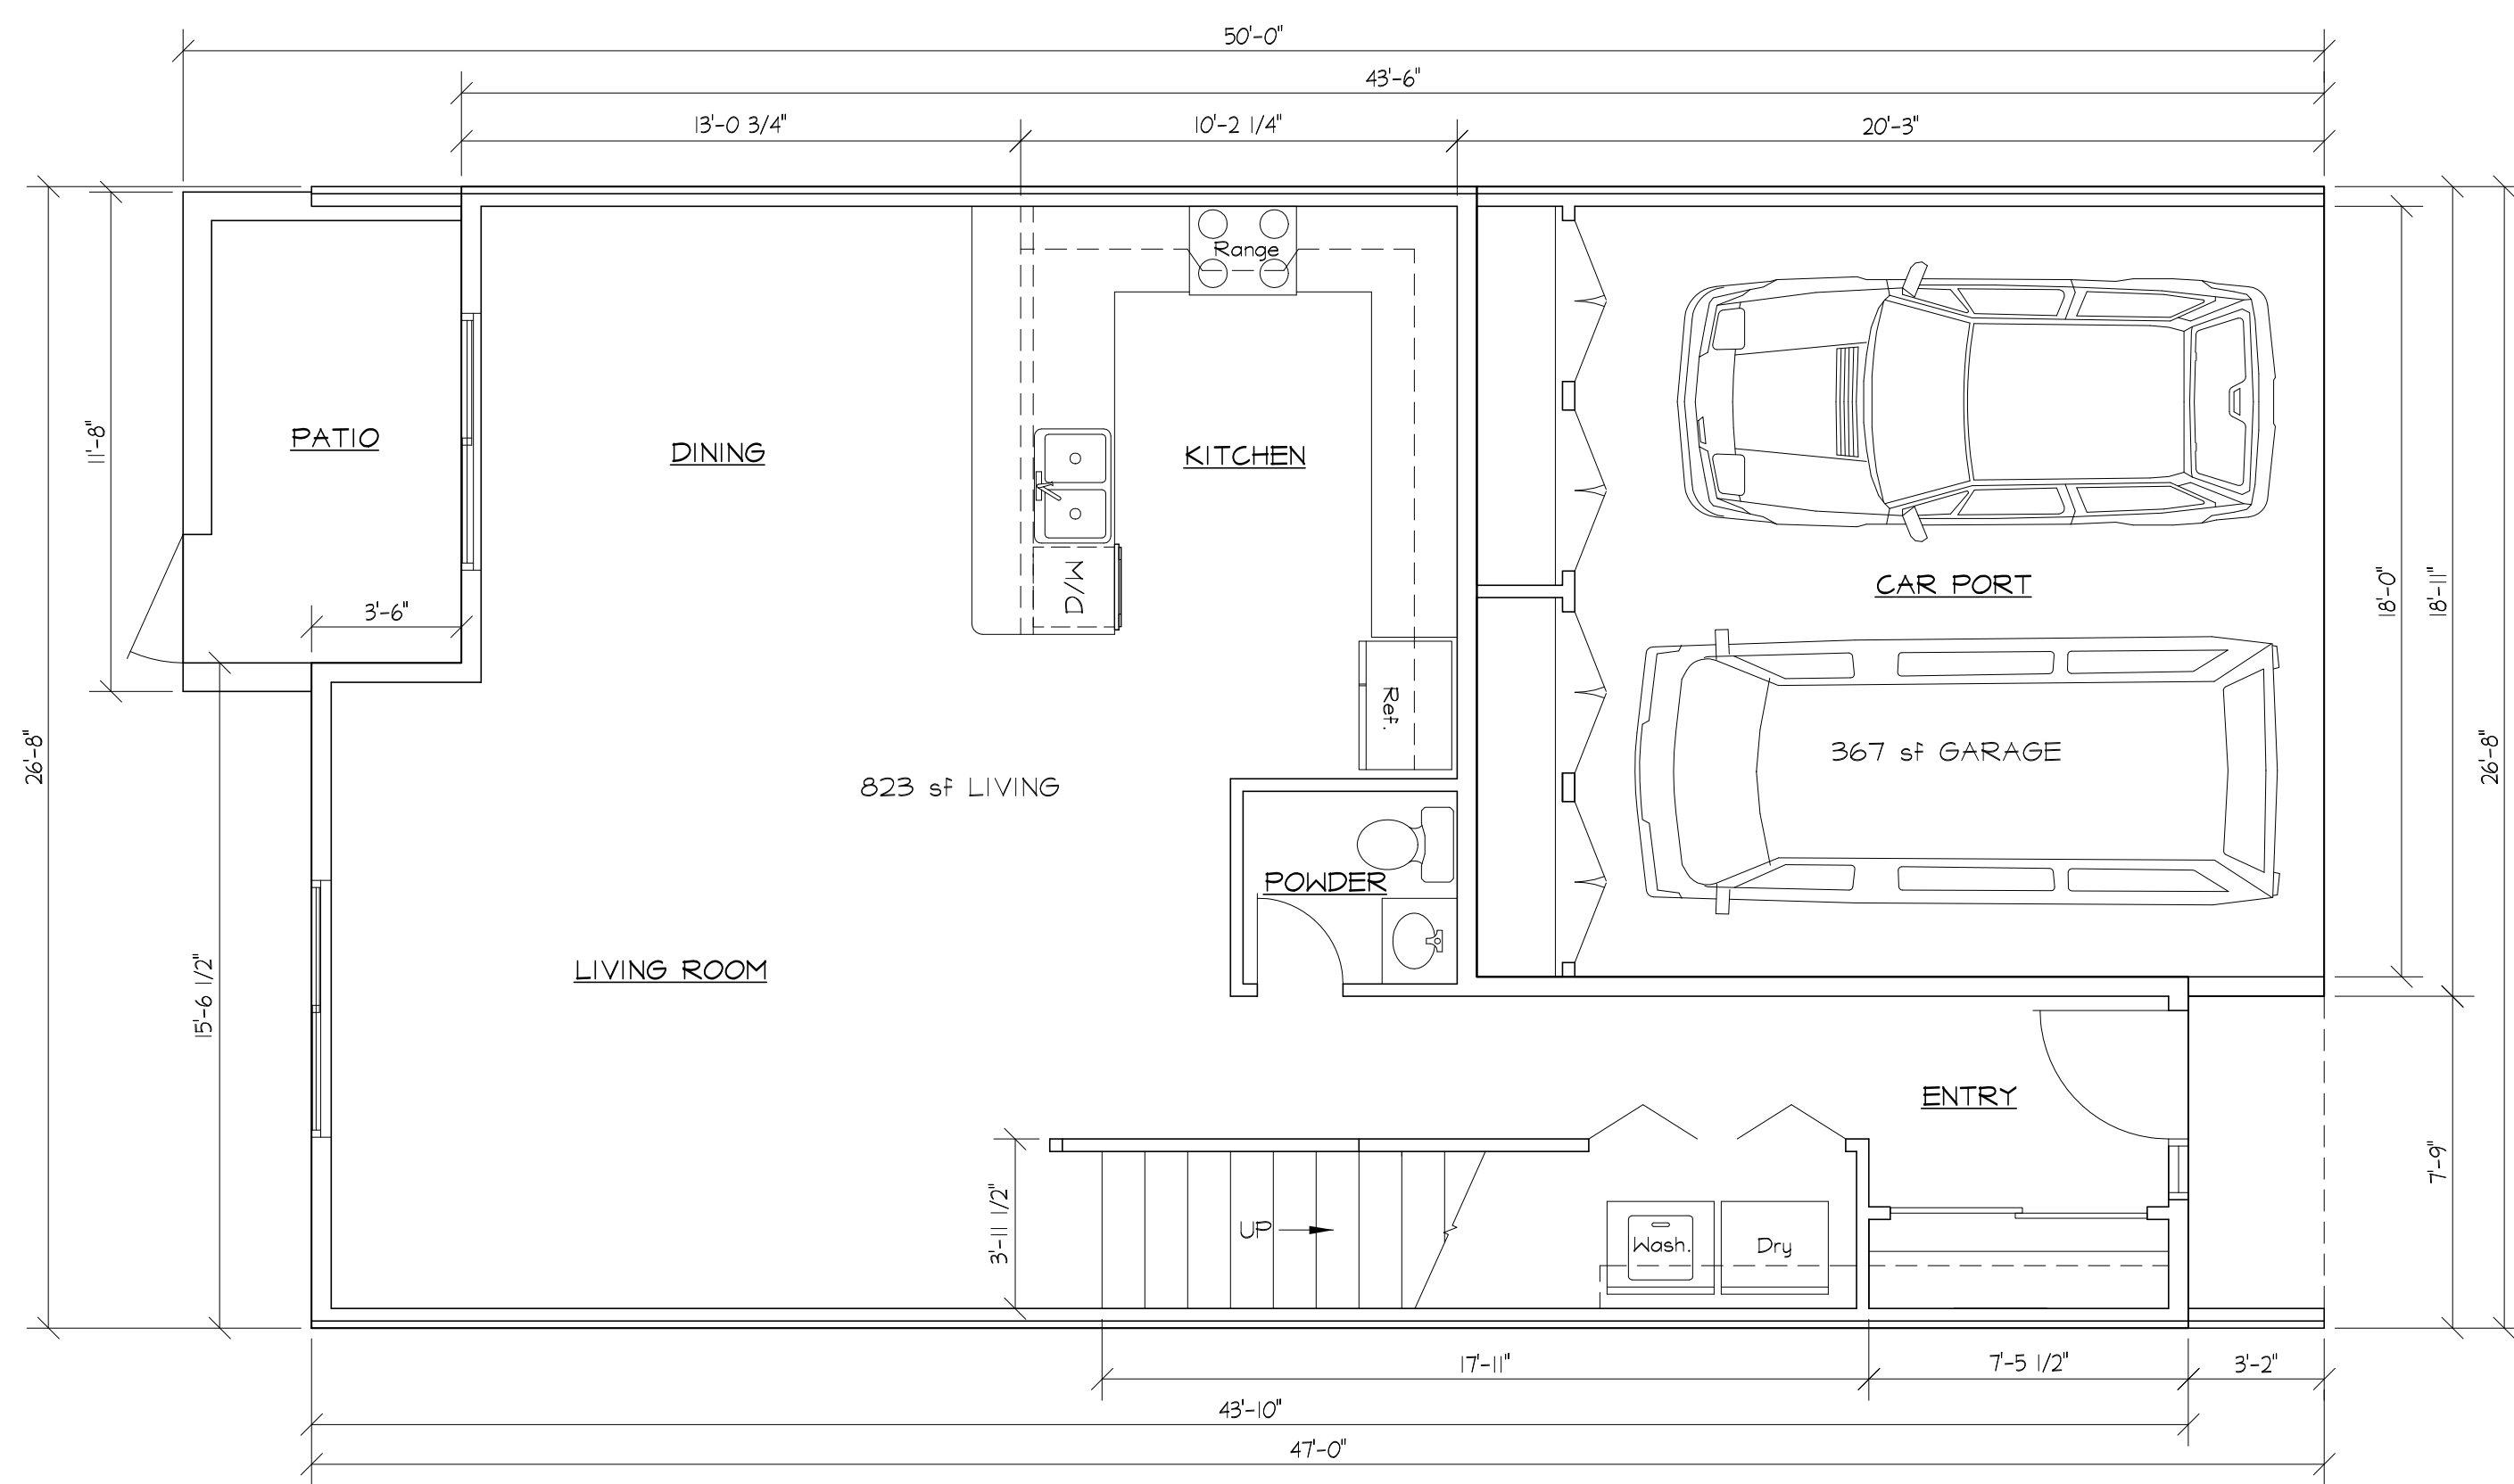 50'-0"
43'-6"
13'-0 3/4"
10'-2 1/4"
20'-3"
Range
PATIO
DINING
KITCHEN
11'-8"
D/W
CAR PORT
18'-0"
18'-11"
3'-6"
Ref.
26'-8"
823 sf LIVING
367 sf GARAGE
26'-8"
POWDER
LIVING ROOM
15'-6 1/2"
ENTRY
7'-9"
3'-11 1/2"
UP
Wash.
Dry
17'-11"
7'-5 1/2"
3'-2"
43'-10"
47'-0"